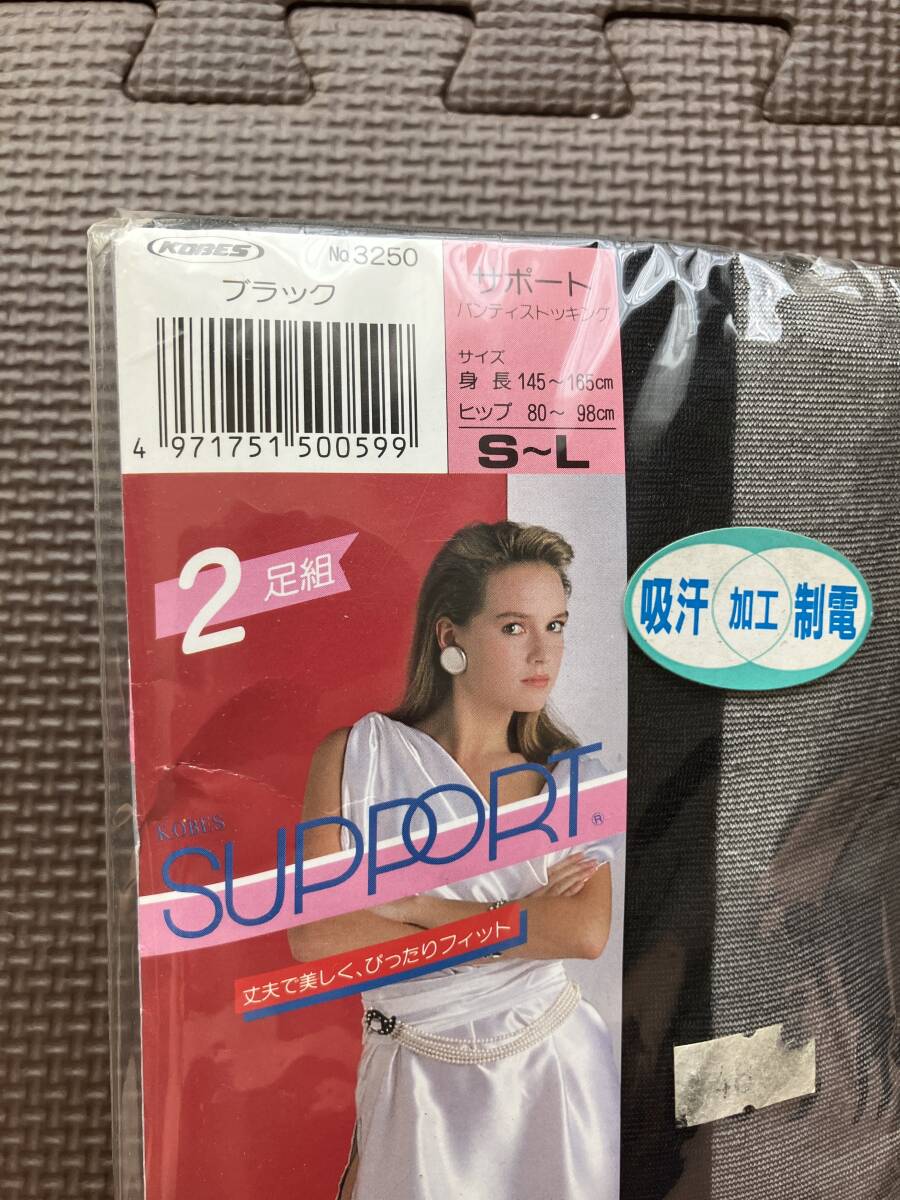 KOBES
No.3250
ブラック
4 971751 500599
サポート
パンティストッキング
サイズ
身長 145~165cm
ヒップ 80~ 98cm
S~L
2足組
吸汗 加工 制電
KOBES
SUPPORT®
丈夫で美しく、ぴったりフィット